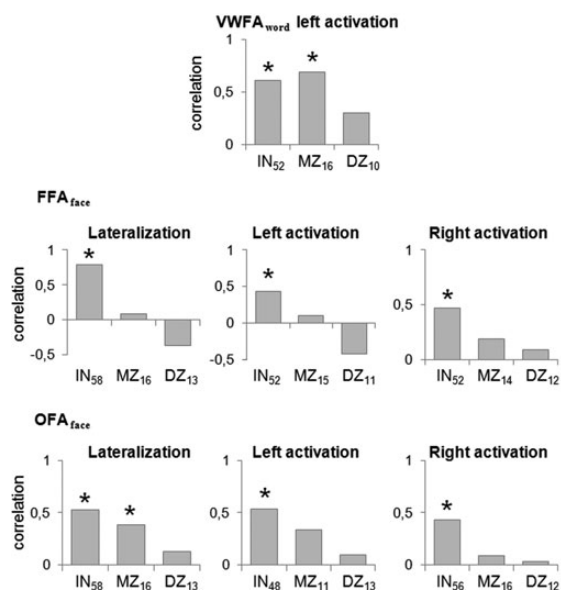 VWFAword left activation
correlation
1
0,5
0
* *
IN52 MZ16 DZ10
FFAface
Lateralization
correlation
1
0,5
0
-0,5
*
IN58 MZ16 DZ13
Left activation
1
0,5
0
-0,5
*
IN52 MZ15 DZ11
Right activation
1
0,5
0
*
IN52 MZ14 DZ12
OFAface
Lateralization
correlation
1
0,5
0
* *
IN58 MZ16 DZ13
Left activation
1
0,5
0
*
IN48 MZ11 DZ13
Right activation
1
0,5
0
*
IN56 MZ12 DZ12